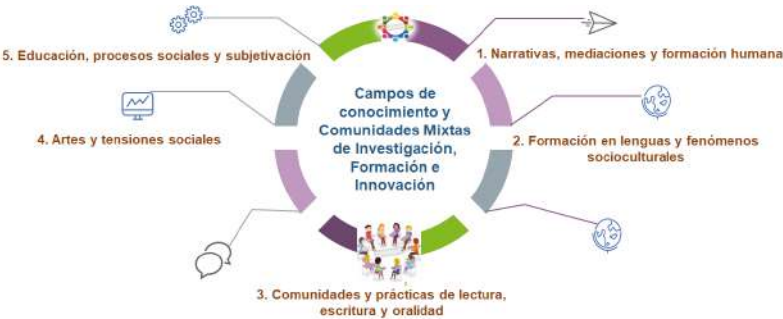 5. Educación, procesos sociales y subjetivación
1. Narrativas, mediaciones y formación humana
Campos de
conocimiento y
Comunidades Mixtas
de Investigación,
Formación e
Innovación
4. Artes y tensiones sociales
2. Formación en lenguas y fenómenos
socioculturales
3. Comunidades y prácticas de lectura,
escritura y oralidad